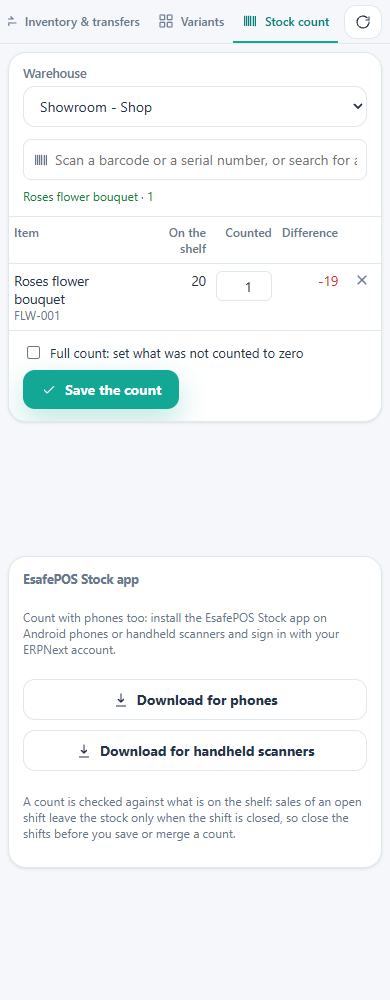 Inventory & transfers
Variants
Stock count
Warehouse
Showroom - Shop
Scan a barcode or a serial number, or search for a
Roses flower bouquet · 1
Item
On the shelf
Counted
Difference
Roses flower bouquet
20
1
-19
FLW-001
Full count: set what was not counted to zero
Save the count
EsafePOS Stock app
Count with phones too: install the EsafePOS Stock app on
Android phones or handheld scanners and sign in with your
ERPNext account.
Download for phones
Download for handheld scanners
A count is checked against what is on the shelf: sales of an open
shift leave the stock only when the shift is closed, so close the
shifts before you save or merge a count.